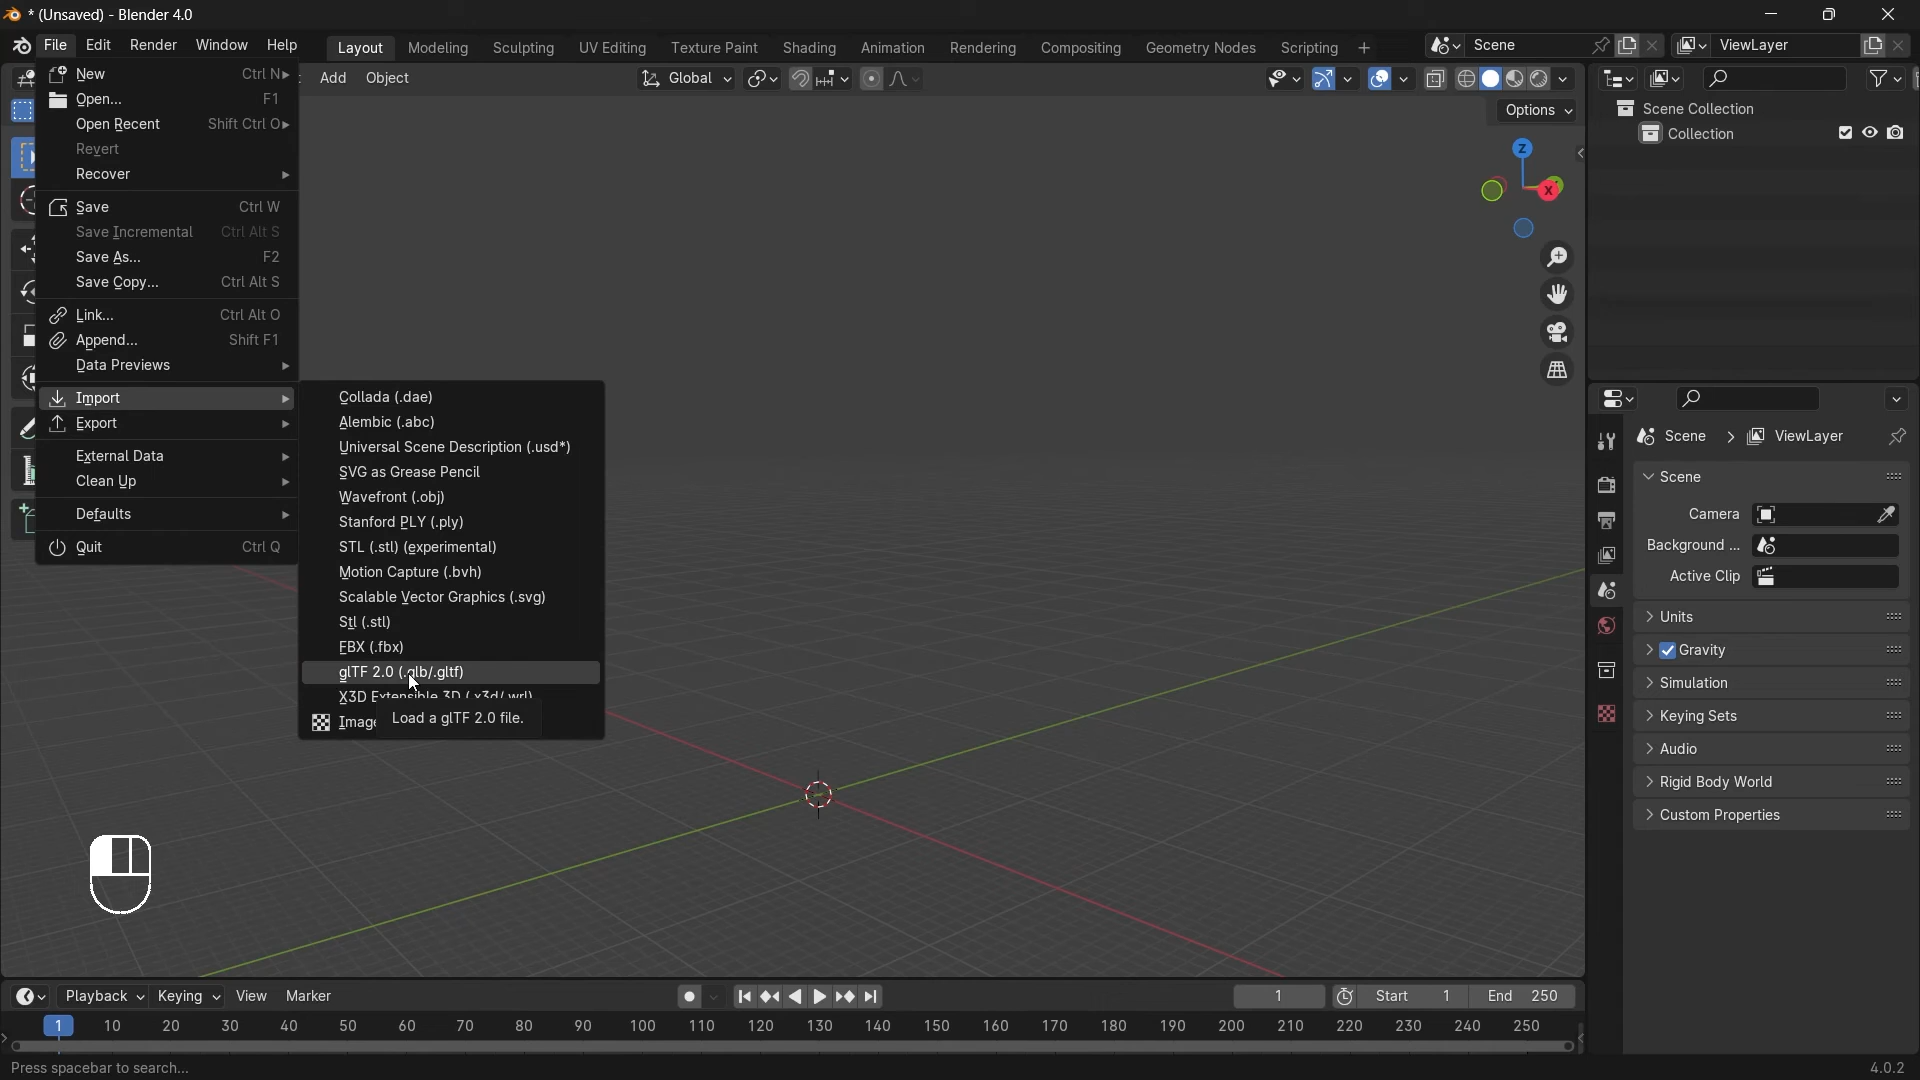 * (Unsaved) - Blender 4.0
File Edit Render Window Help
Layout Modeling Sculpting UV Editing Texture Paint Shading Animation Rendering Compositing Geometry Nodes Scripting +
Scene
ViewLayer
Add Object
Global
Options
New Ctrl N
Open... F1
Open Recent Shift Ctrl O
Revert
Recover
Save Ctrl W
Save Incremental Ctrl Alt S
Save As... F2
Save Copy... Ctrl Alt S
Link... Ctrl Alt O
Append... Shift F1
Data Previews
Import
Export
External Data
Clean Up
Defaults
Quit Ctrl Q
Collada (.dae)
Alembic (.abc)
Universal Scene Description (.usd*)
SVG as Grease Pencil
Wavefront (.obj)
Stanford PLY (.ply)
STL (.stl) (experimental)
Motion Capture (.bvh)
Scalable Vector Graphics (.svg)
Stl (.stl)
FBX (.fbx)
glTF 2.0 (.glb/.gltf)
X3D Extensible 3D (.x3d/.wrl)
Image
Load a glTF 2.0 file.
Z
X
Scene Collection
Collection
Scene > ViewLayer
Scene
Camera
Background ...
Active Clip
Units
Gravity
Simulation
Keying Sets
Audio
Rigid Body World
Custom Properties
Playback Keying View Marker
1
Start 1
End 250
1 10 20 30 40 50 60 70 80 90 100 110 120 130 140 150 160 170 180 190 200 210 220 230 240 250
Press spacebar to search...
4.0.2